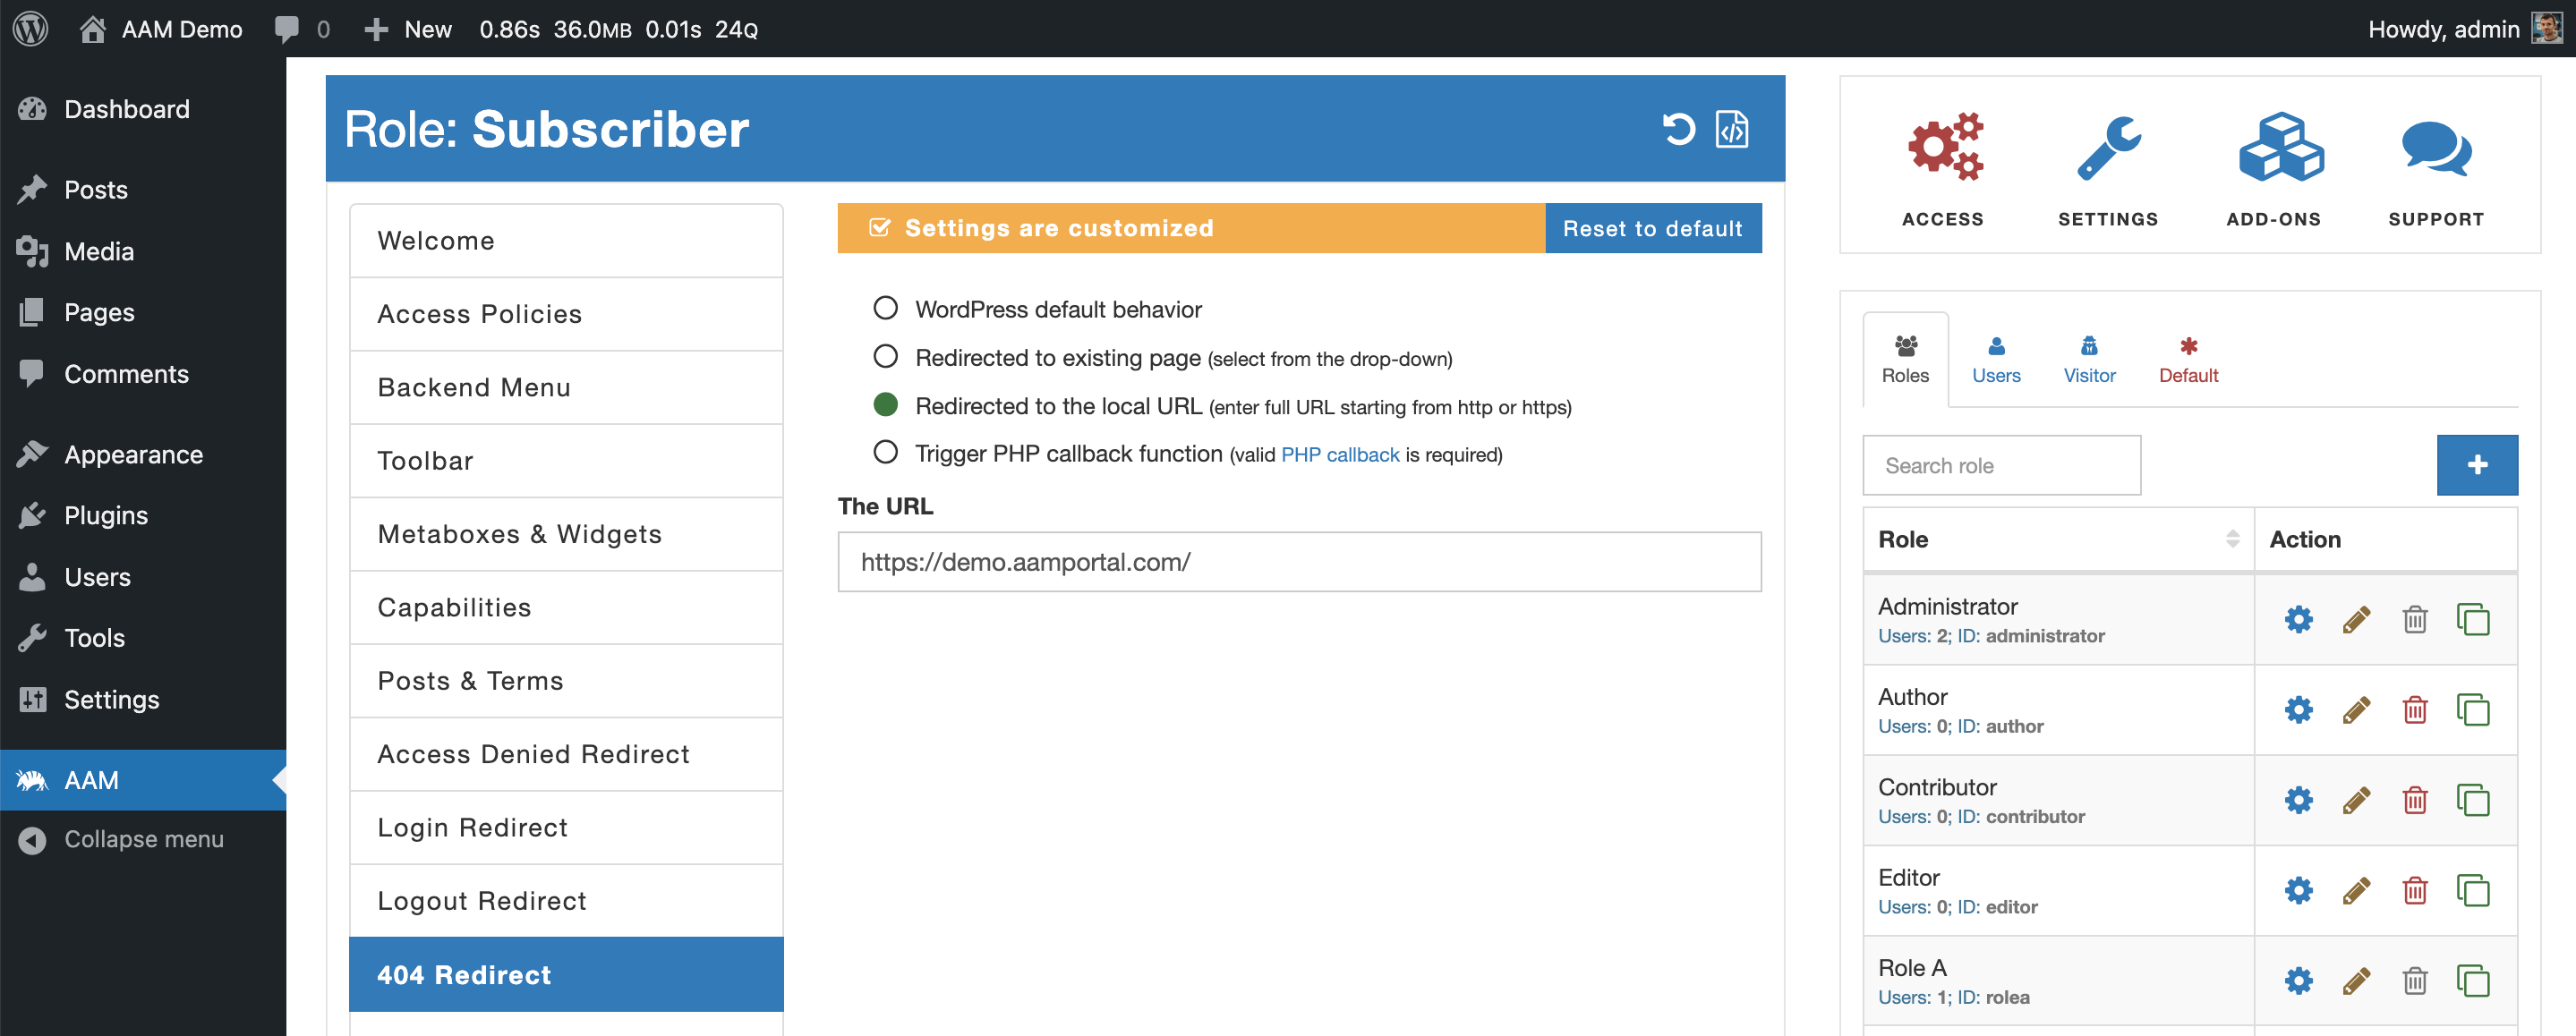 AAM Demo 0 New 0.86s 36.0MB 0.01s 24Q Howdy, admin
Dashboard
Posts
Media
Pages
Comments
Appearance
Plugins
Users
Tools
Settings
AAM
Collapse menu
Role: Subscriber
Welcome
Access Policies
Backend Menu
Toolbar
Metaboxes & Widgets
Capabilities
Posts & Terms
Access Denied Redirect
Login Redirect
Logout Redirect
404 Redirect
Settings are customized Reset to default
WordPress default behavior
Redirected to existing page (select from the drop-down)
Redirected to the local URL (enter full URL starting from http or https)
Trigger PHP callback function (valid PHP callback is required)
The URL
https://demo.aamportal.com/
ACCESS SETTINGS ADD-ONS SUPPORT
Roles Users Visitor Default
Search role
Role Action
Administrator
Users: 2; ID: administrator
Author
Users: 0; ID: author
Contributor
Users: 0; ID: contributor
Editor
Users: 0; ID: editor
Role A
Users: 1; ID: rolea